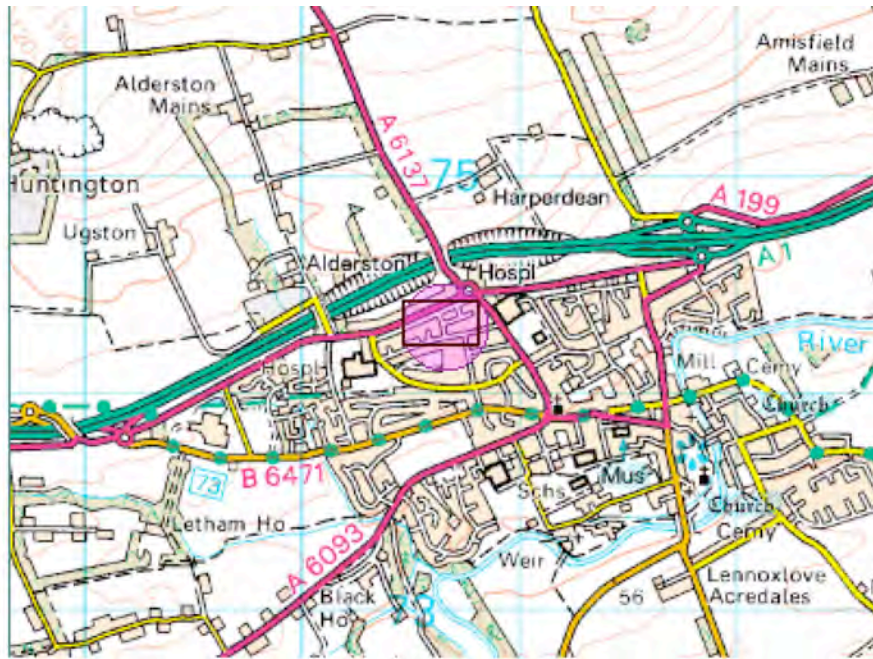 Amisfield
Mains
Alderston
Mains
A 6137
75
Huntington
Harperdean
A 199
Ugston
A 1
Alderston
Hospl
River
Hospl
Mill
Cemy
Church
B 6471
73
Schs
Mus
Church
Cemy
Letham Ho
Weir
A 6093
Black
Ho
73
56
Lennoxlove
Acredales